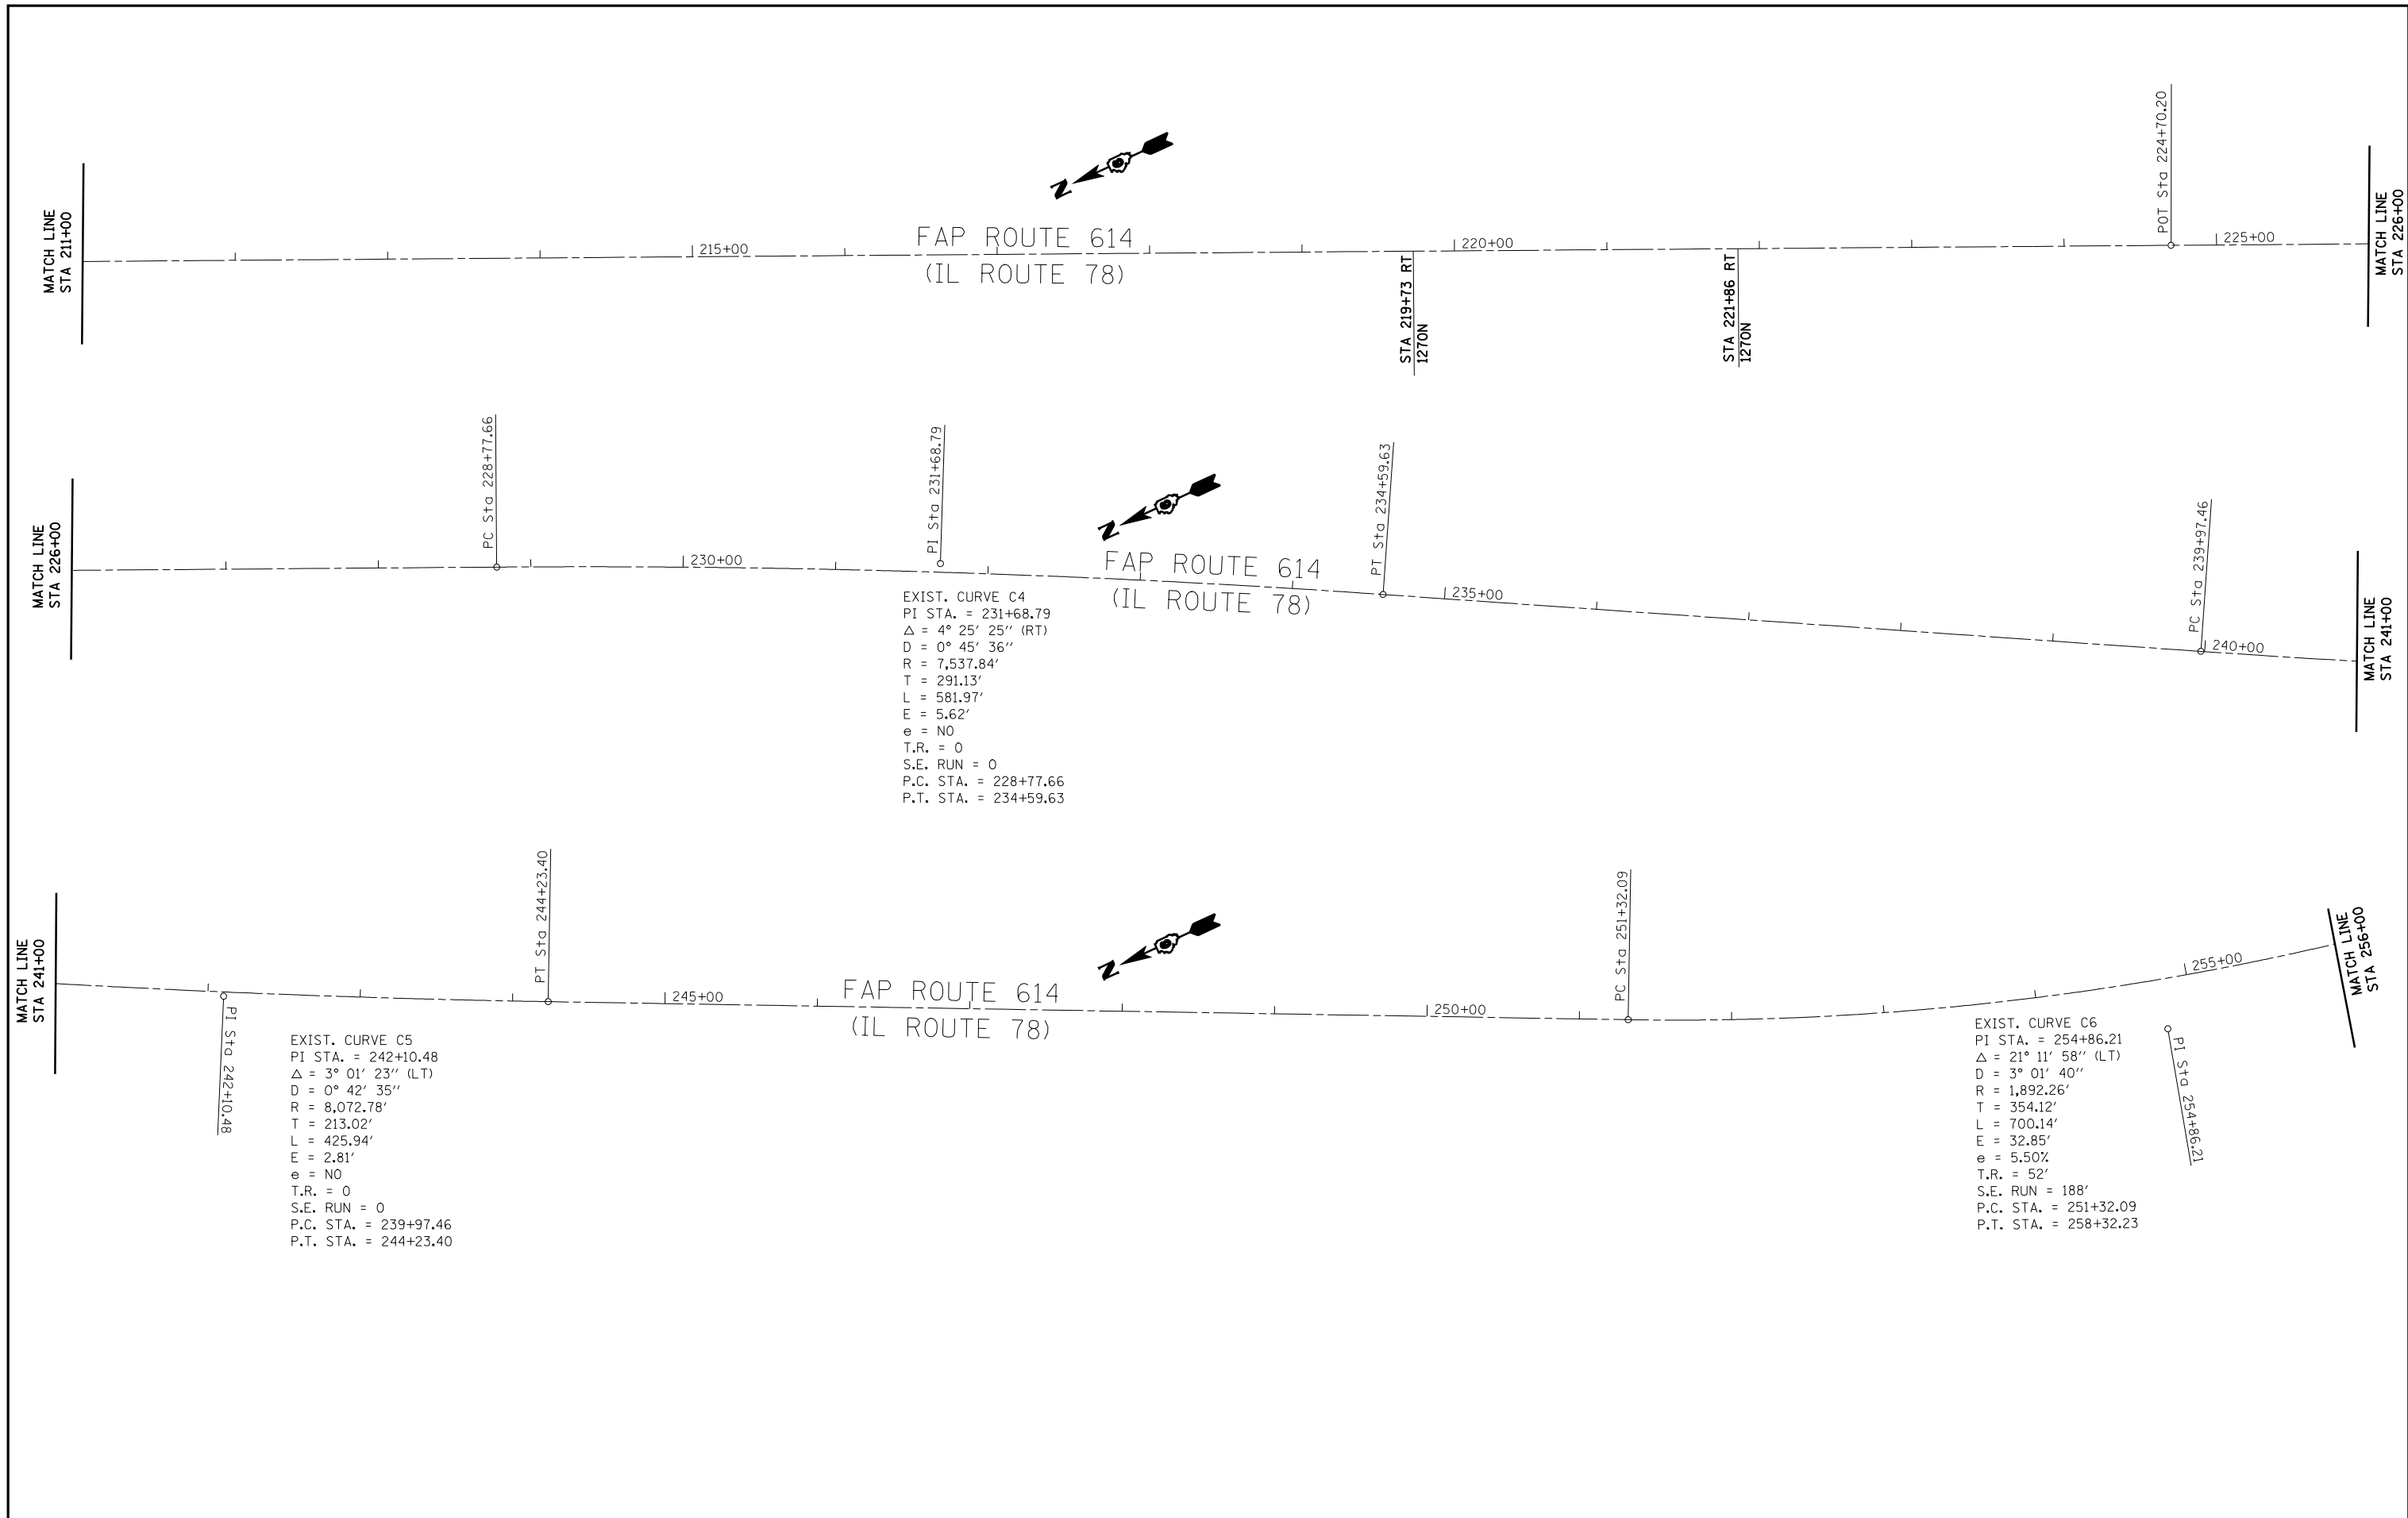 MATCH LINE
STA 211+00
215+00
N
FAP ROUTE 614
(IL ROUTE 78)
STA 219+73 RT
1270N
220+00
STA 221+86 RT
1270N
POT Sta 224+70.20
225+00
MATCH LINE
STA 226+00
MATCH LINE
STA 226+00
PC Sta 228+77.66
230+00
PI Sta 231+68.79
N
FAP ROUTE 614
(IL ROUTE 78)
PT Sta 234+59.63
235+00
PC Sta 239+97.46
240+00
MATCH LINE
STA 241+00
EXIST. CURVE C4
PI STA. = 231+68.79
Δ = 4° 25' 25'' (RT)
D = 0° 45' 36''
R = 7,537.84'
T = 291.13'
L = 581.97'
E = 5.62'
e = NO
T.R. = 0
S.E. RUN = 0
P.C. STA. = 228+77.66
P.T. STA. = 234+59.63
MATCH LINE
STA 241+00
PI Sta 242+10.48
PT Sta 244+23.40
245+00
FAP ROUTE 614
(IL ROUTE 78)
N
250+00
PC Sta 251+32.09
255+00
PI Sta 254+86.21
MATCH LINE
STA 256+00
EXIST. CURVE C5
PI STA. = 242+10.48
Δ = 3° 01' 23'' (LT)
D = 0° 42' 35''
R = 8,072.78'
T = 213.02'
L = 425.94'
E = 2.81'
e = NO
T.R. = 0
S.E. RUN = 0
P.C. STA. = 239+97.46
P.T. STA. = 244+23.40
EXIST. CURVE C6
PI STA. = 254+86.21
Δ = 21° 11' 58'' (LT)
D = 3° 01' 40''
R = 1,892.26'
T = 354.12'
L = 700.14'
E = 32.85'
e = 5.50%
T.R. = 52'
S.E. RUN = 188'
P.C. STA. = 251+32.09
P.T. STA. = 258+32.23